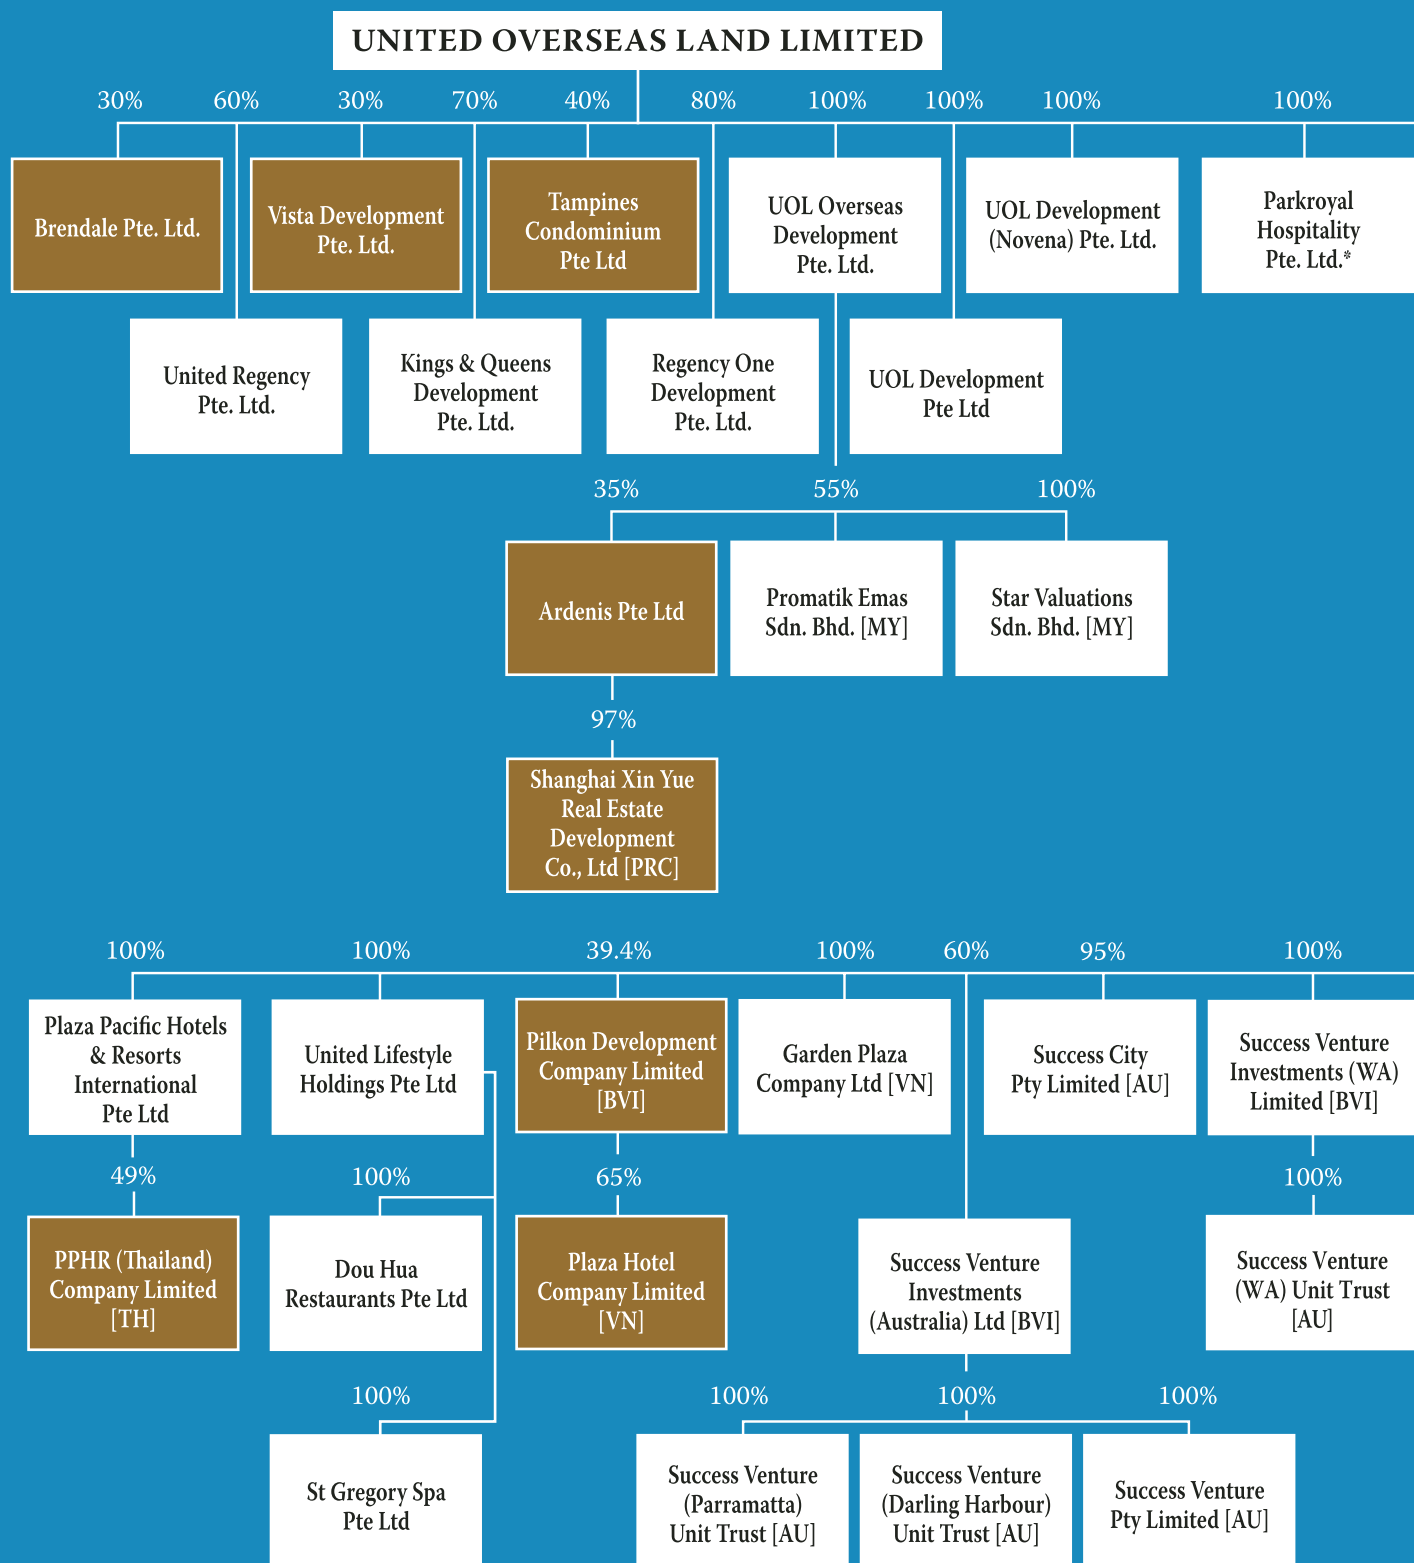 UNITED OVERSEAS LAND LIMITED
30%
60%
30%
70%
40%
80%
100%
100%
100%
100%
Brendale Pte. Ltd.
Vista Development
Pte. Ltd.
Tampines
Condominium
Pte Ltd
UOL Overseas
Development
Pte. Ltd.
UOL Development
(Novena) Pte. Ltd.
Parkroyal
Hospitality
Pte. Ltd.*
United Regency
Pte. Ltd.
Kings & Queens
Development
Pte. Ltd.
Regency One
Development
Pte. Ltd.
UOL Development
Pte Ltd
35%
55%
100%
Ardenis Pte Ltd
Promatik Emas
Sdn. Bhd. [MY]
Star Valuations
Sdn. Bhd. [MY]
97%
Shanghai Xin Yue
Real Estate
Development
Co., Ltd [PRC]
100%
100%
39.4%
100%
60%
95%
100%
Plaza Pacific Hotels
& Resorts
International
Pte Ltd
United Lifestyle
Holdings Pte Ltd
Pilkon Development
Company Limited
[BVI]
Garden Plaza
Company Ltd [VN]
Success City
Pty Limited [AU]
Success Venture
Investments (WA)
Limited [BVI]
49%
100%
65%
100%
PPHR (Thailand)
Company Limited
[TH]
Dou Hua
Restaurants Pte Ltd
Plaza Hotel
Company Limited
[VN]
Success Venture
Investments
(Australia) Ltd [BVI]
Success Venture
(WA) Unit Trust
[AU]
100%
100%
100%
100%
St Gregory Spa
Pte Ltd
Success Venture
(Parramatta)
Unit Trust [AU]
Success Venture
(Darling Harbour)
Unit Trust [AU]
Success Venture
Pty Limited [AU]